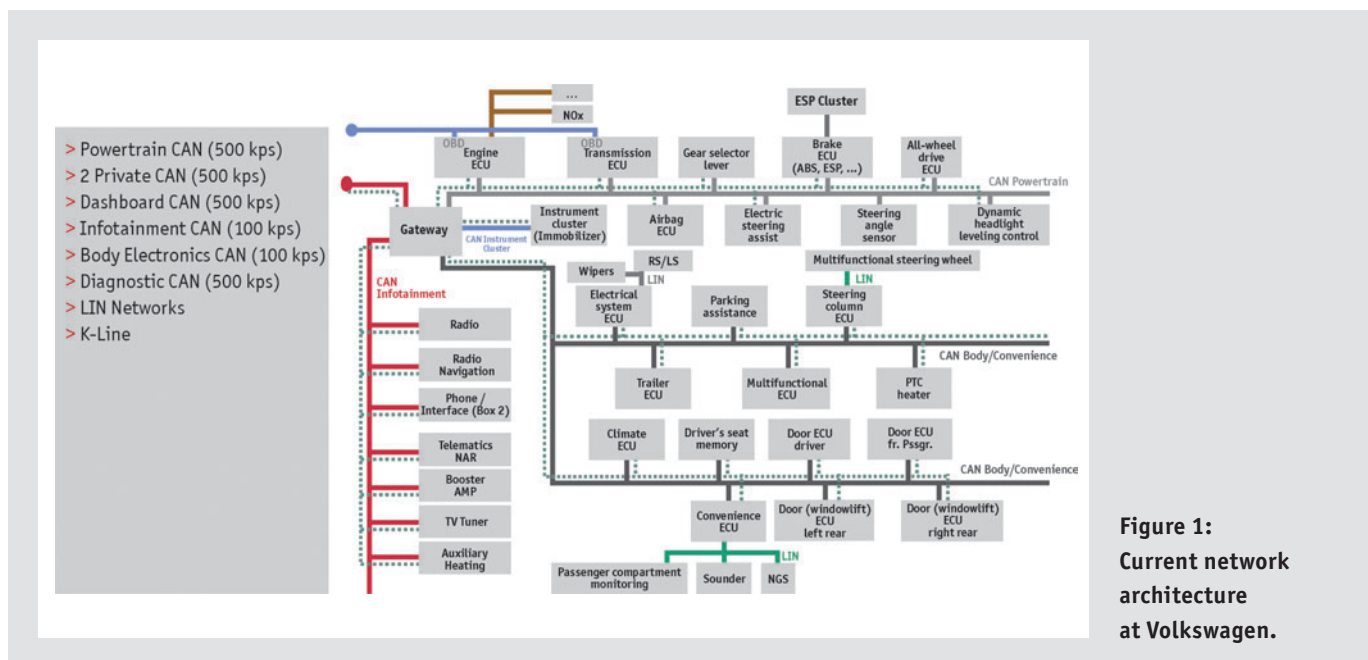 > Powertrain CAN (500 kps)
> 2 Private CAN (500 kps)
> Dashboard CAN (500 kps)
> Infotainment CAN (100 kps)
> Body Electronics CAN (100 kps)
> Diagnostic CAN (500 kps)
> LIN Networks
> K-Line
...
NOx
ESP Cluster
OBD
OBD
Engine
ECU
Transmission
ECU
Gear selector
lever
Brake
ECU
(ABS, ESP, ...)
All-wheel
drive
ECU
CAN Powertrain
Gateway
CAN Instrument
Cluster
Instrument
cluster
(Immobilizer)
Airbag
ECU
Electric
steering
assist
Steering
angle
sensor
Dynamic
headlight
leveling control
Wipers
RS/LS
LIN
Multifunctional steering wheel
LIN
Electrical
system
ECU
Parking
assistance
Steering
column
ECU
CAN Body/Convenience
Trailer
ECU
Multifunctional
ECU
PTC
heater
CAN
Infotainment
Radio
Radio
Navigation
Phone /
Interface (Box 2)
Telematics
NAR
Booster
AMP
TV Tuner
Auxiliary
Heating
Climate
ECU
Driver's seat
memory
Door ECU
driver
Door ECU
fr. Pssgr.
CAN Body/Convenience
Convenience
ECU
Door (windowlift)
ECU
left rear
Door (windowlift)
ECU
right rear
LIN
Passenger compartment
monitoring
Sounder
NGS
Figure 1:
Current network
architecture
at Volkswagen.